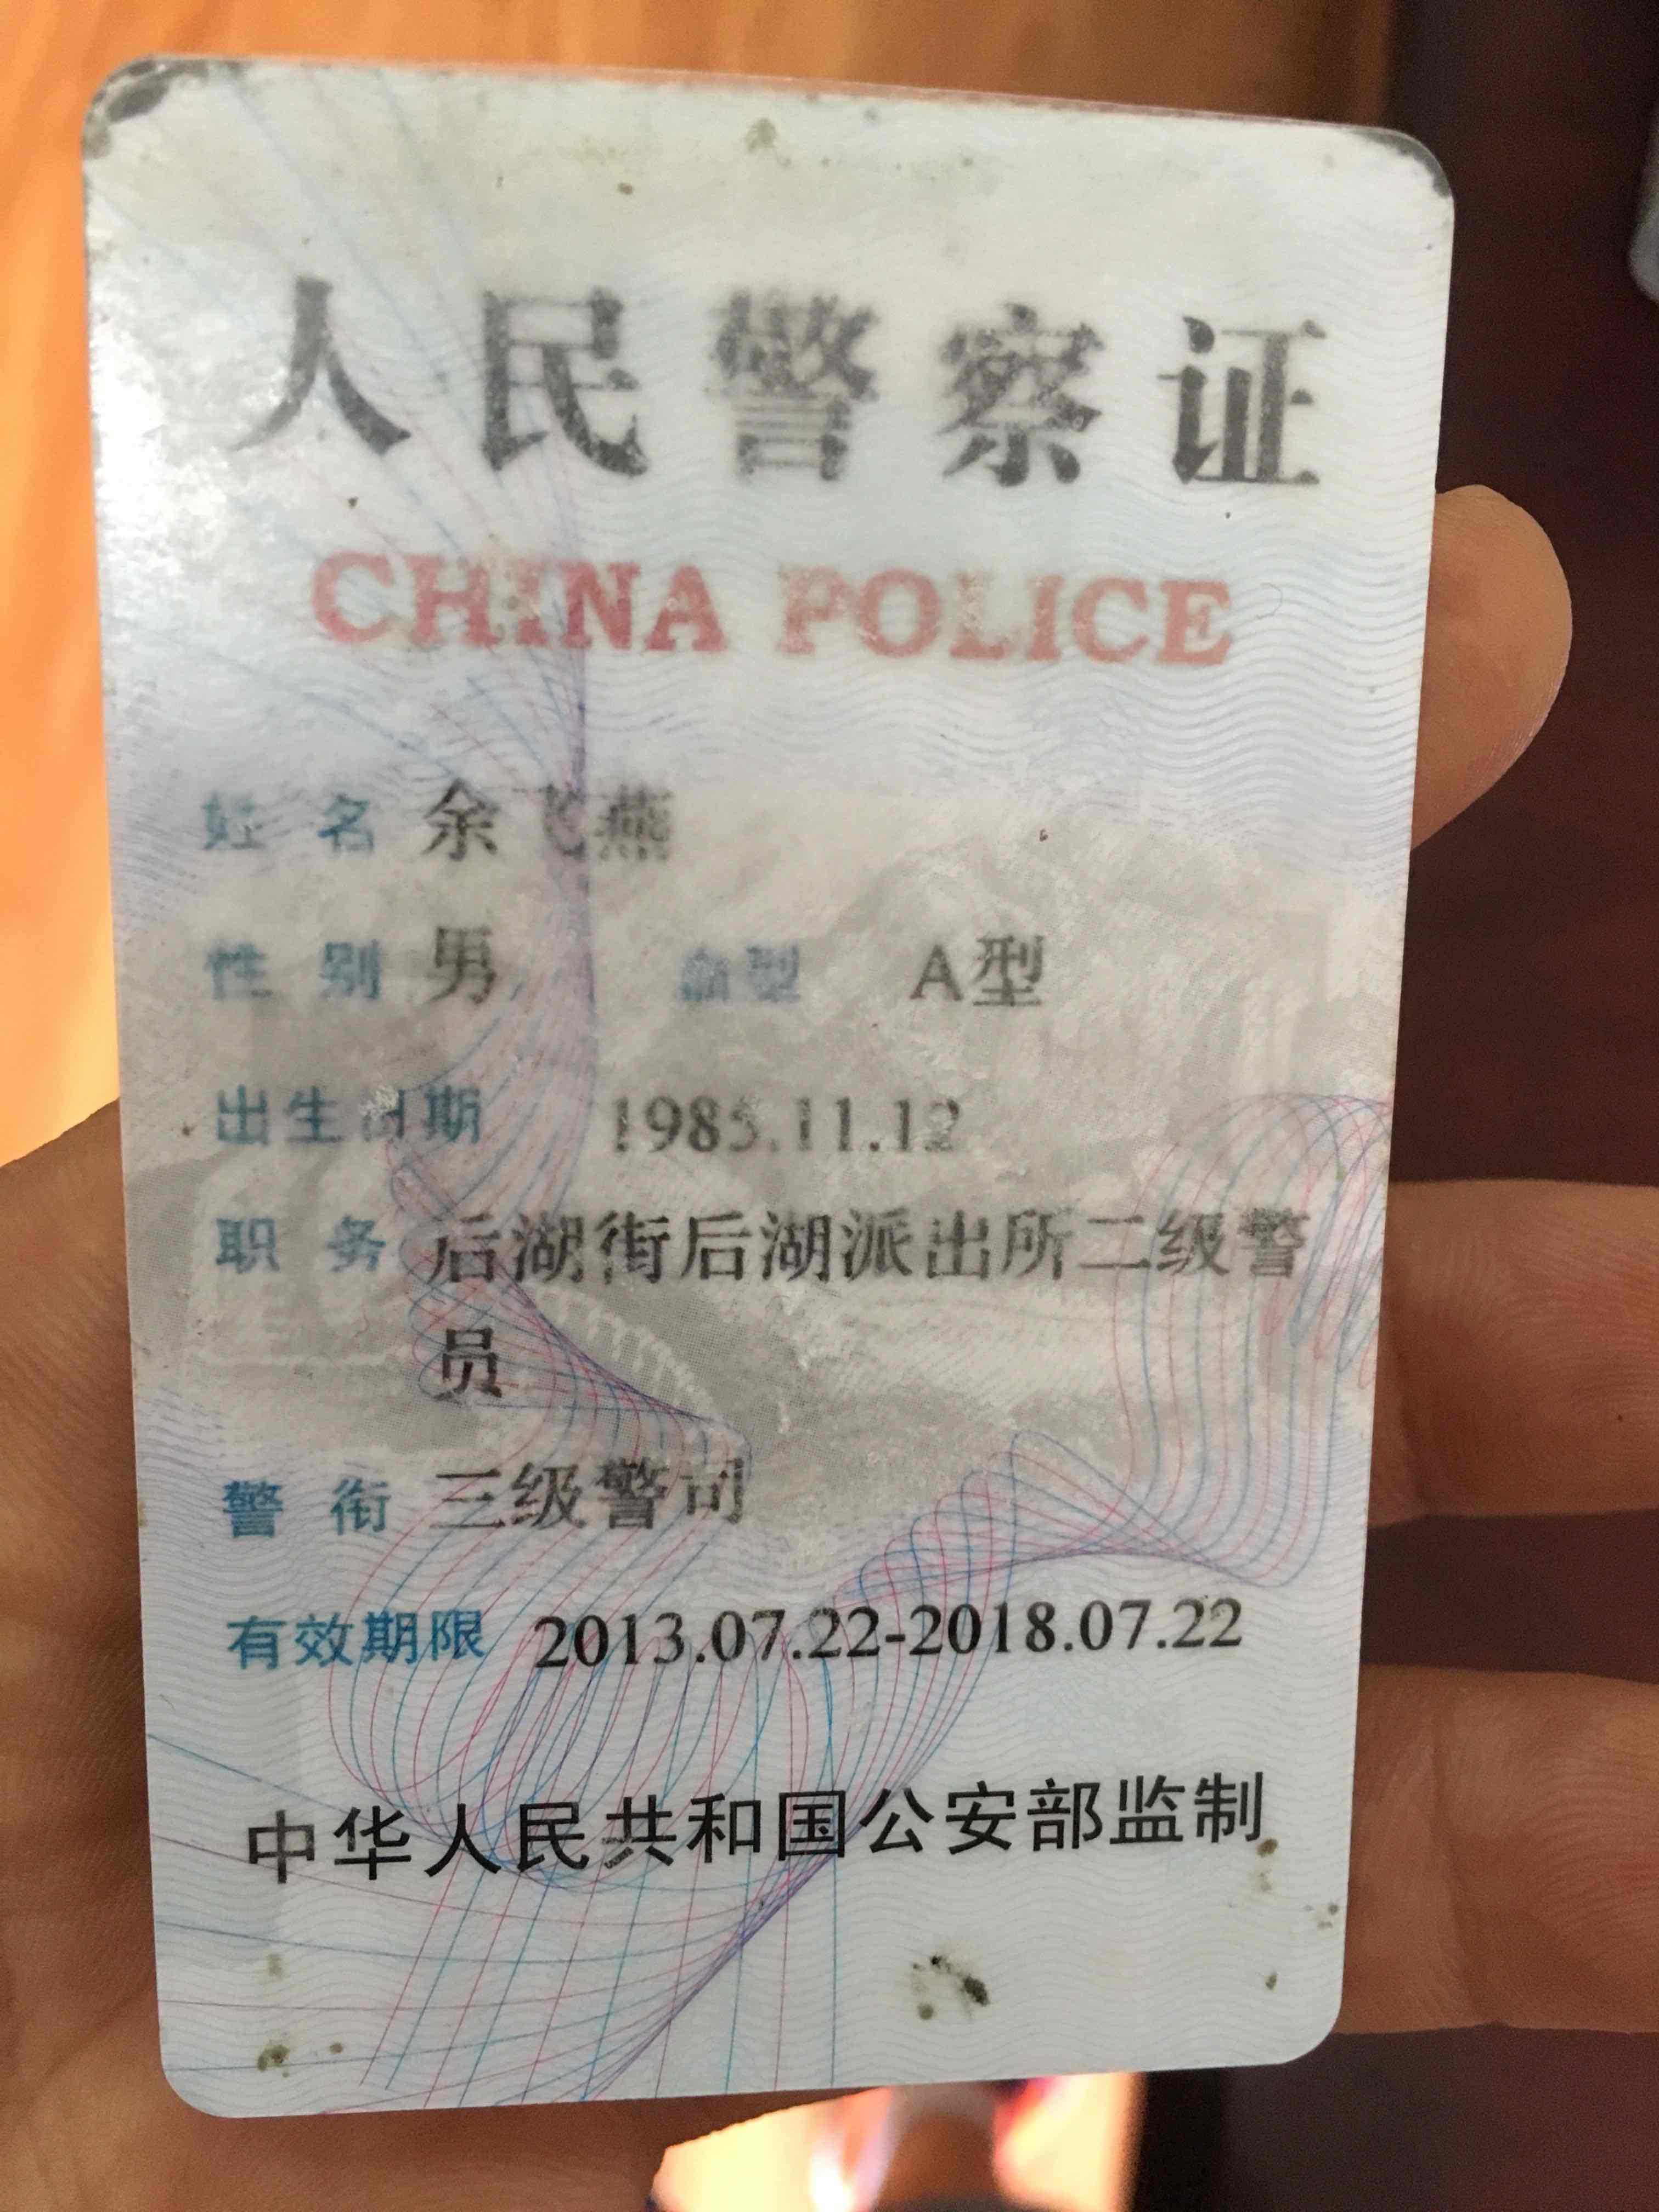 人民警察证
CHINA POLICE
姓名 余飞燕
性别 男 血型 A型
出生日期 1985.11.12
职务 后湖街后湖派出所二级警
员
警衔 三级警司
有效期限 2013.07.22-2018.07.22
中华人民共和国公安部监制